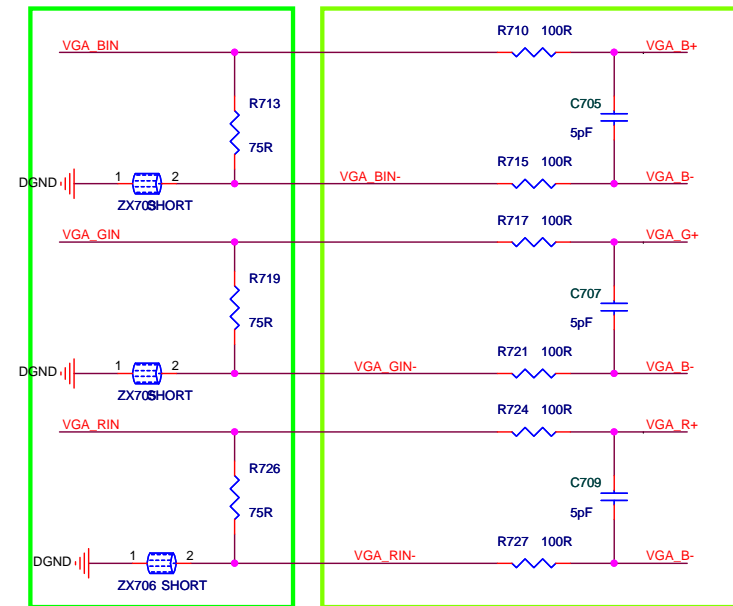 R710 100R
VGA_BIN
VGA_B+
R713
C705
75R
5pF
R715 100R
DGND
1
2
VGA_BIN-
VGA_B-
SHORT
R717 100R
VGA_GIN
VGA_G+
R719
C707
75R
5pF
R721 100R
DGND
1
2
VGA_GIN-
VGA_B-
SHORT
R724 100R
VGA_RIN
VGA_R+
R726
C709
75R
5pF
R727 100R
DGND
1
2
VGA_RIN-
VGA_B-
ZX706 SHORT